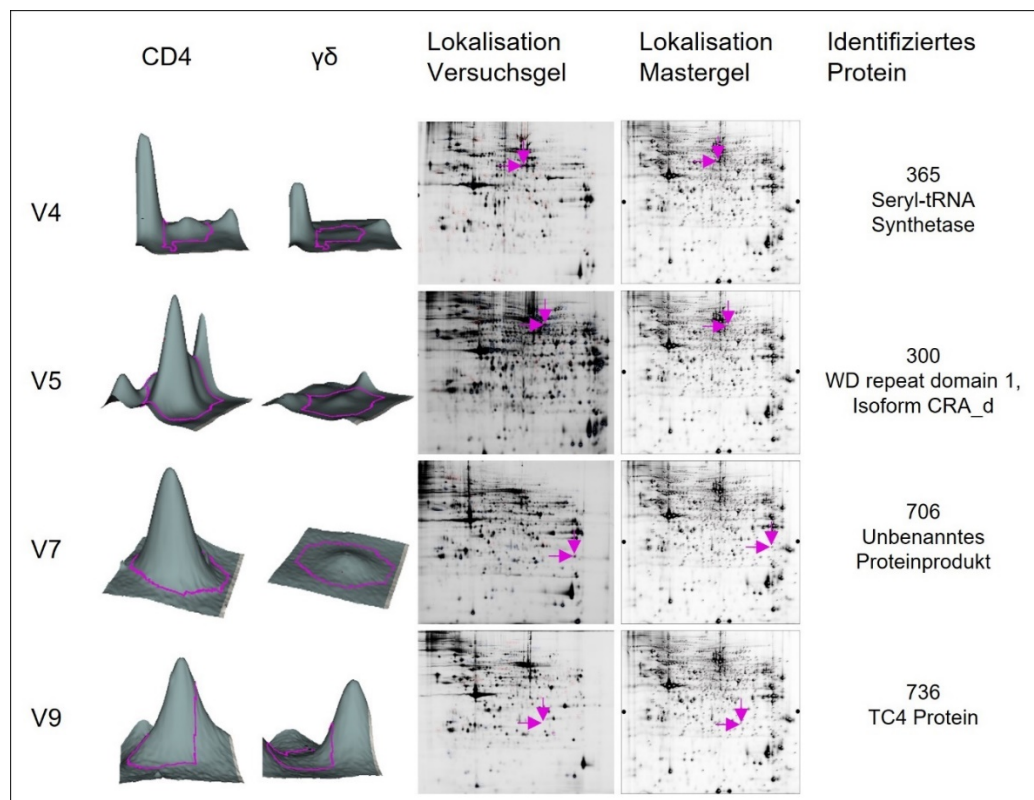 CD4
γδ
Lokalisation
Versuchsgel
Lokalisation
Mastergel
Identifiziertes
Protein
V4
365
Seryl-tRNA
Synthetase
V5
300
WD repeat domain 1,
Isoform CRA_d
V7
706
Unbenanntes
Proteinprodukt
V9
736
TC4 Protein